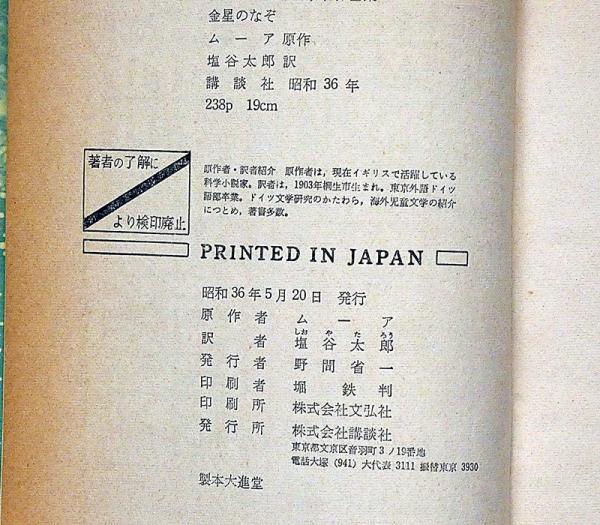 金星のなぞ
ムーア原作
塩谷太郎訳
講談社 昭和36年
238p 19cm
著者の了解に
より検印廃止
原作者・訳者紹介 原作者は，現在イギリスで活躍している
科学小説家。訳者は，1903年桐生市生まれ。東京外語ドイツ
語部卒業。ドイツ文学研究のかたわら，海外児童文学の紹介
につとめ，著書多数。
PRINTED IN JAPAN
昭和36年5月20日 発行
原作者 ムーア
しおやたろう
訳者 塩谷太郎
発行者 野間省一
印刷者 堀鉄判
印刷所 株式会社文弘社
発行所 株式会社講談社
東京都文京区音羽町3ノ19番地
電話大塚（941）大代表3111 振替東京3930
製本大進堂